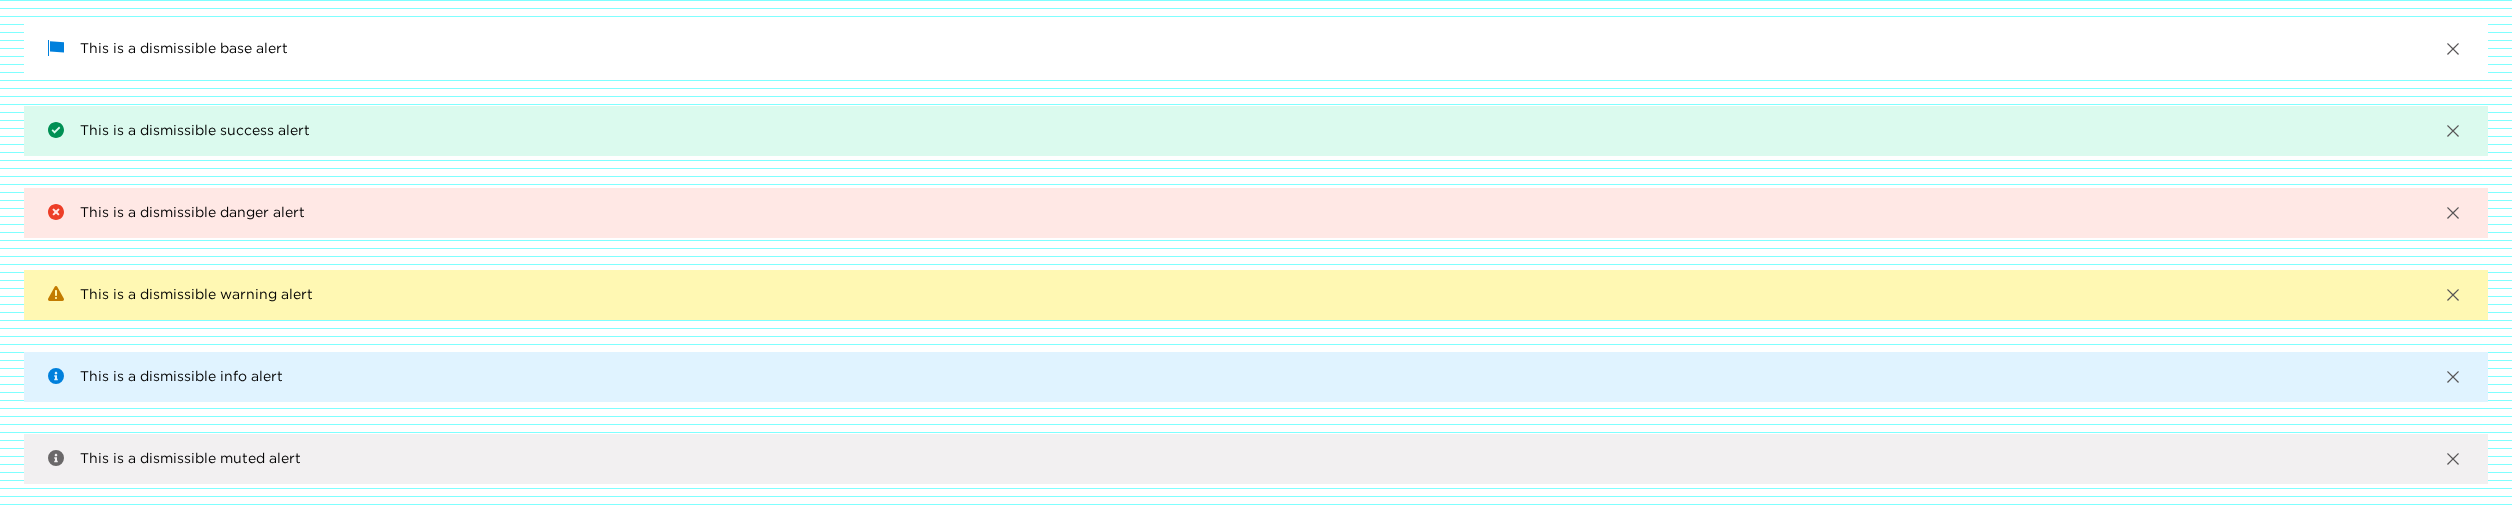 This is a dismissible base alert
This is a dismissible success alert
This is a dismissible danger alert
This is a dismissible warning alert
This is a dismissible info alert
This is a dismissible muted alert